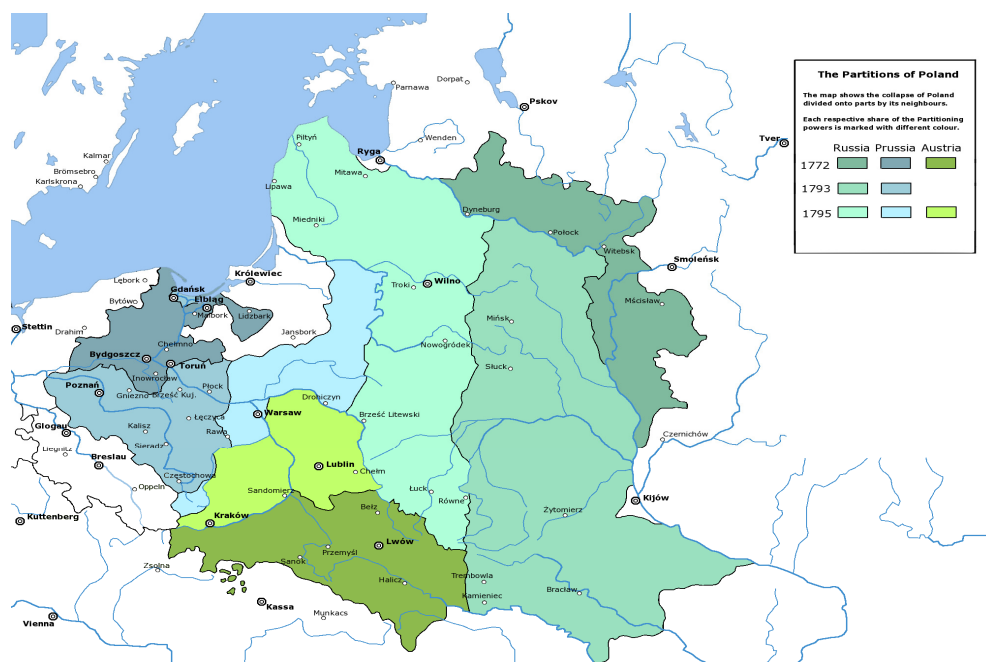 The Partitions of Poland
The map shows the collapse of Poland
divided onto parts by its neighbours.
Each respective share of the Partitioning
powers is marked with different colour.
Russia Prussia Austria
1772
1793
1795
Dorpat
Parnawa
Pskov
Tver
Wenden
Piłtyń
Ryga
Kalmar
Brömsebro
Karlskrona
Mitawa
Lipawa
Dyneburg
Miedniki
Połock
Witebsk
Smoleńsk
Królewiec
Lębork
Troki
Wilno
Gdańsk
Elbląg
Bytów
Malbork
Lidzbark
Mścisław
Stettin
Drahim
Jansbork
Mińsk
Chełmno
Nowogródek
Bydgoszcz
Toruń
Słuck
Inowrocław
Poznań
Płock
Gniezno
Brześć Kuj.
Drohiczyn
Warsaw
Brześć Litewski
Łęczyca
Glogau
Kalisz
Rawa
Czernichów
Liegnitz
Sieradz
Breslau
Lublin
Chełm
Częstochowa
Oppeln
Sandomierz
Łuck
Równe
Kijów
Bełz
Żytomierz
Kuttenberg
Kraków
Lwów
Przemyśl
Sanok
Zsolna
Halicz
Trembowla
Kamieniec
Bracław
Kassa
Munkacs
Vienna